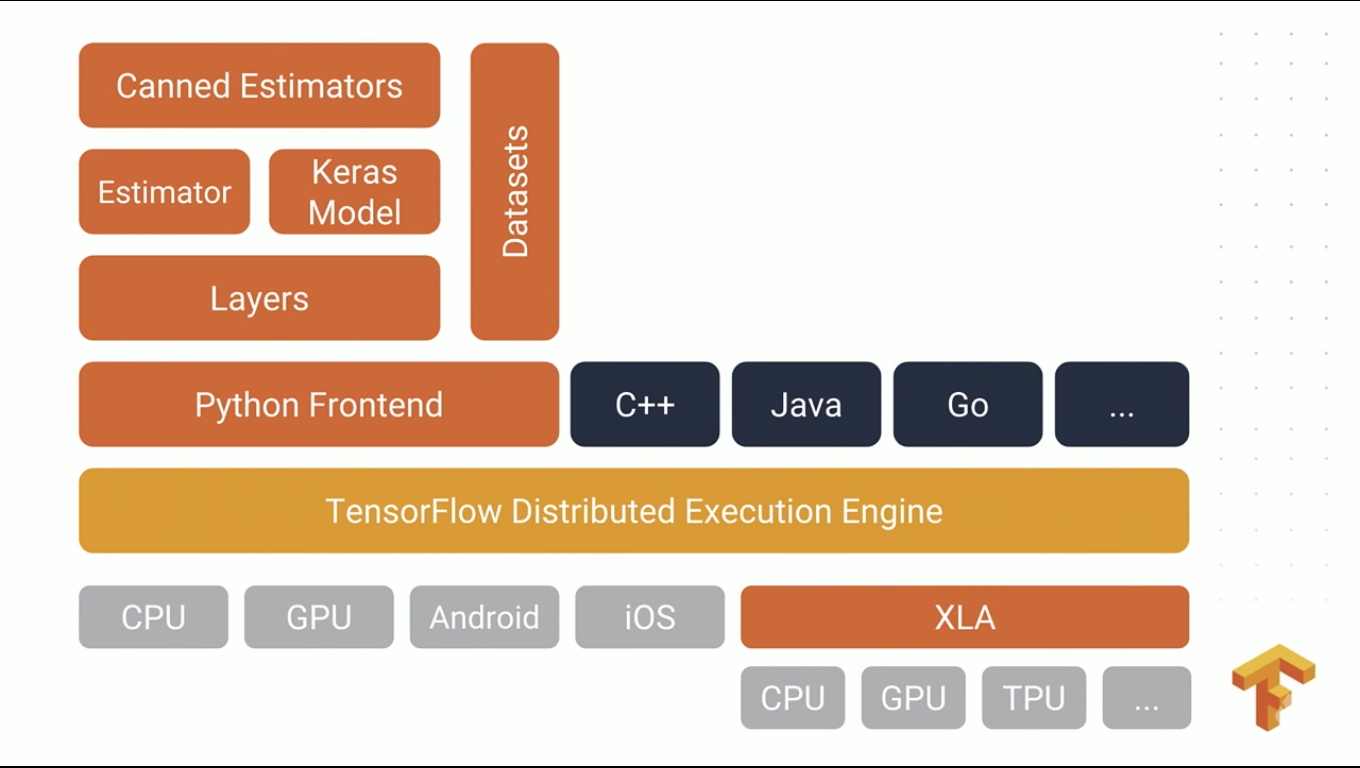 Canned Estimators
Datasets
Estimator
Keras
Model
Layers
Python Frontend
C++
Java
Go
...
TensorFlow Distributed Execution Engine
CPU
GPU
Android
iOS
XLA
CPU
GPU
TPU
...